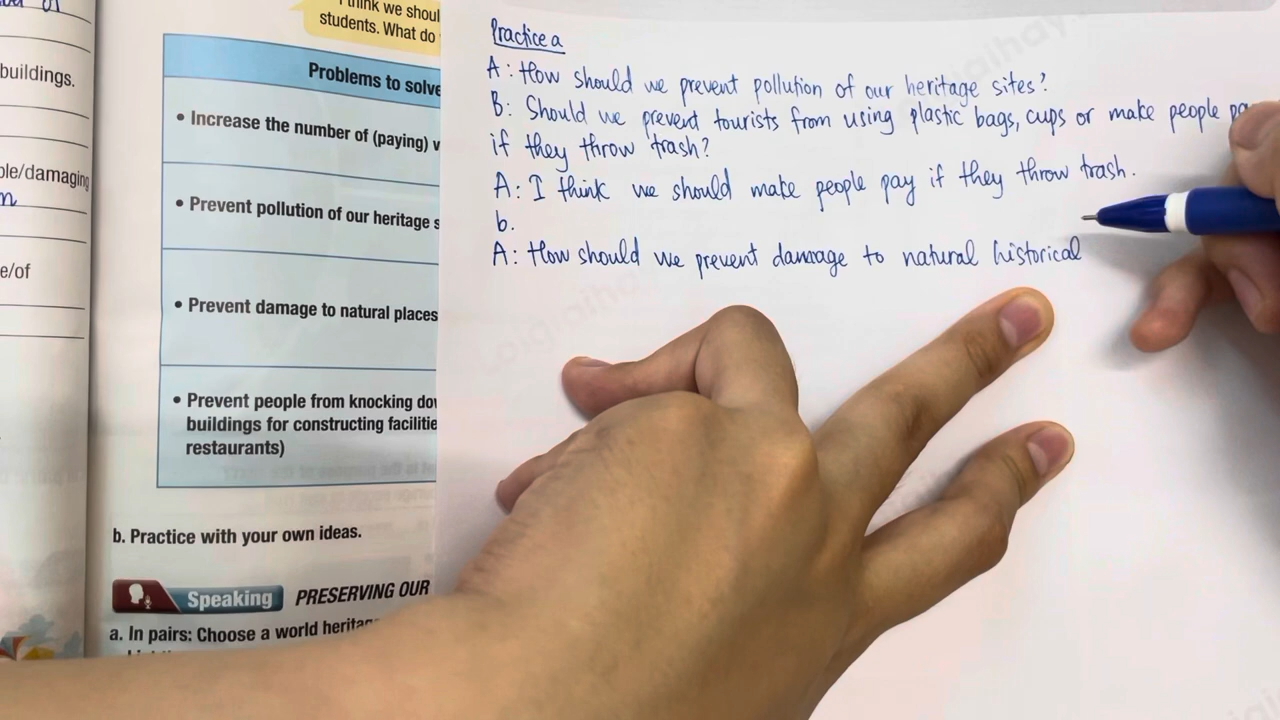 buildings.
ple/damaging
e/of
think we shoul
students. What do
Problems to solve
• Increase the number of (paying) v
• Prevent pollution of our heritage s
• Prevent damage to natural places
• Prevent people from knocking dov
buildings for constructing facilitie
restaurants)
b. Practice with your own ideas.
Speaking PRESERVING OUR
a. In pairs: Choose a world heritag
Practice a
A: How should we prevent pollution of our heritage sites?
B: Should we prevent tourists from using plastic bags, cups or make people pa
if they throw trash?
A: I think we should make people pay if they throw trash.
b.
A: How should we prevent damage to natural historical